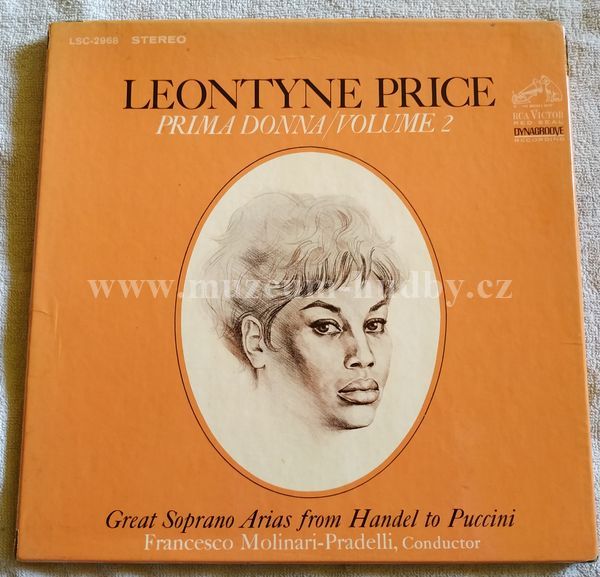 LSC-2968 STEREO
LEONTYNE PRICE
PRIMA DONNA/VOLUME 2
RCA VICTOR
RED SEAL
DYNAGROOVE
RECORDING
www.muzeum-hudby.cz
Great Soprano Arias from Handel to Puccini
Francesco Molinari-Pradelli, Conductor